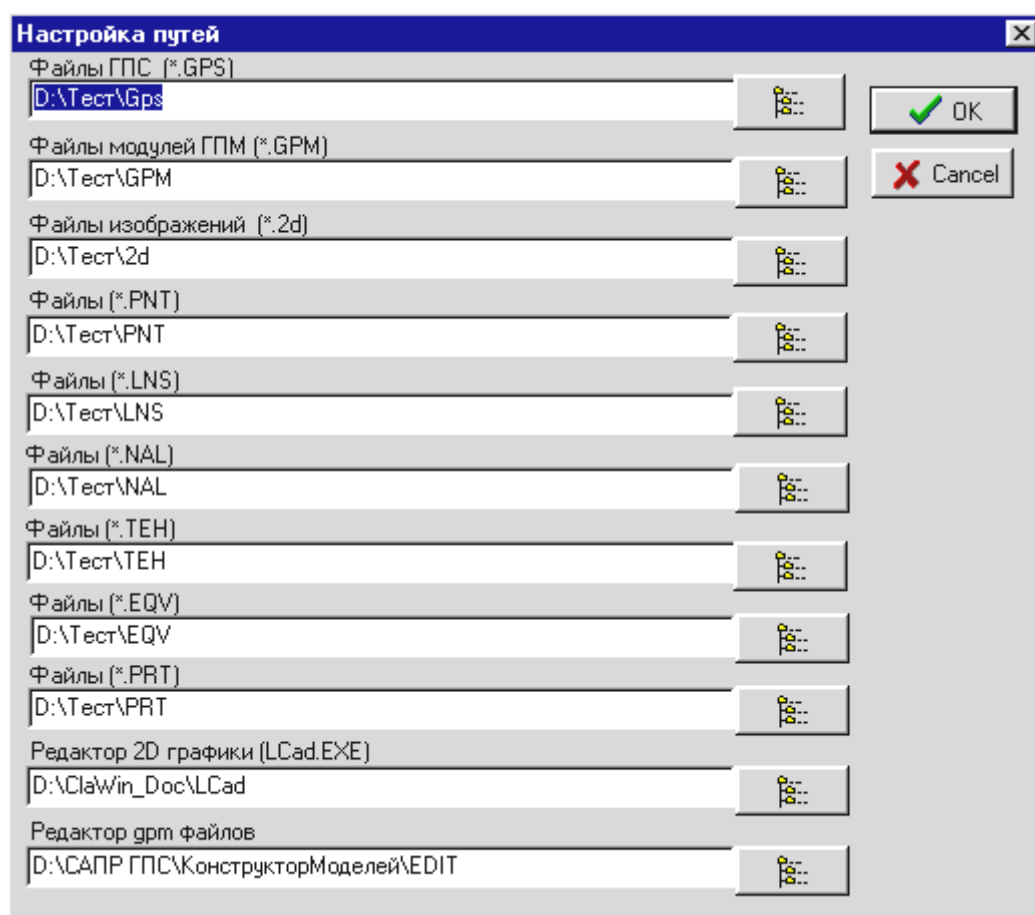 Настройка путей
Файлы ГПС (*.GPS)
D:\Тест\Gps
OK
Файлы модулей ГПМ (*.GPM)
D:\Тест\GPM
Cancel
Файлы изображений (*.2d)
D:\Тест\2d
Файлы (*.PNT)
D:\Тест\PNT
Файлы (*.LNS)
D:\Тест\LNS
Файлы (*.NAL)
D:\Тест\NAL
Файлы (*.TEH)
D:\Тест\TEH
Файлы (*.EQV)
D:\Тест\EQV
Файлы (*.PRT)
D:\Тест\PRT
Редактор 2D графики (LCad.EXE)
D:\ClaWin_Doc\LCad
Редактор gpm файлов
D:\САПР ГПС\КонструкторМоделей\EDIT